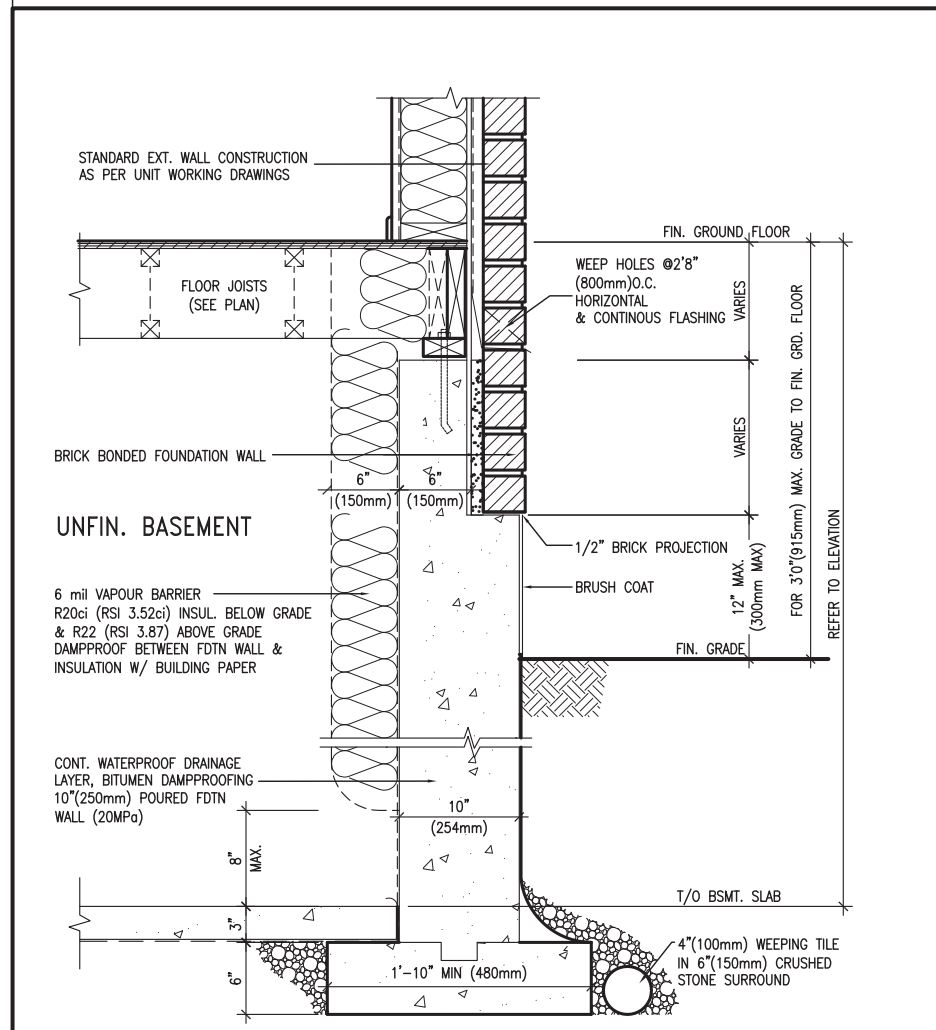 STANDARD EXT. WALL CONSTRUCTION
AS PER UNIT WORKING DRAWINGS
FIN. GROUND FLOOR
FLOOR JOISTS
(SEE PLAN)
WEEP HOLES @2'8"
(800mm)O.C.
HORIZONTAL
& CONTINOUS FLASHING
VARIES
VARIES
FOR 3'0"(915mm) MAX. GRADE TO FIN. GRD. FLOOR
REFER TO ELEVATION
BRICK BONDED FOUNDATION WALL
6"
(150mm)
6"
(150mm)
UNFIN. BASEMENT
1/2" BRICK PROJECTION
BRUSH COAT
12" MAX.
(300mm MAX)
6 mil VAPOUR BARRIER
R20ci (RSI 3.52ci) INSUL. BELOW GRADE
& R22 (RSI 3.87) ABOVE GRADE
DAMPPROOF BETWEEN FDTN WALL &
INSULATION W/ BUILDING PAPER
FIN. GRADE
CONT. WATERPROOF DRAINAGE
LAYER, BITUMEN DAMPPROOFING
10"(250mm) POURED FDTN
WALL (20MPa)
10"
(254mm)
8"
MAX.
T/O BSMT. SLAB
3"
6"
1'-10" MIN (480mm)
4"(100mm) WEEPING TILE
IN 6"(150mm) CRUSHED
STONE SURROUND